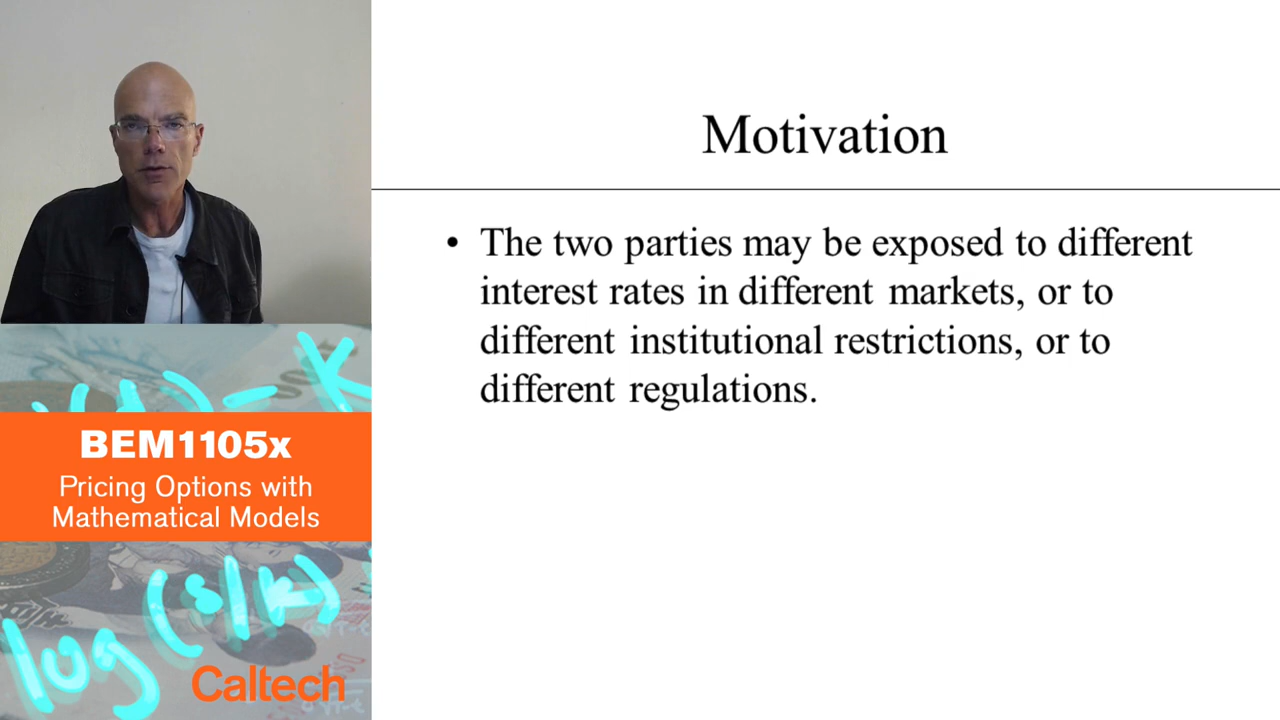 Motivation
• The two parties may be exposed to different
interest rates in different markets, or to
different institutional restrictions, or to
different regulations.
BEM1105x
Pricing Options with
Mathematical Models
log (s/K)
Caltech